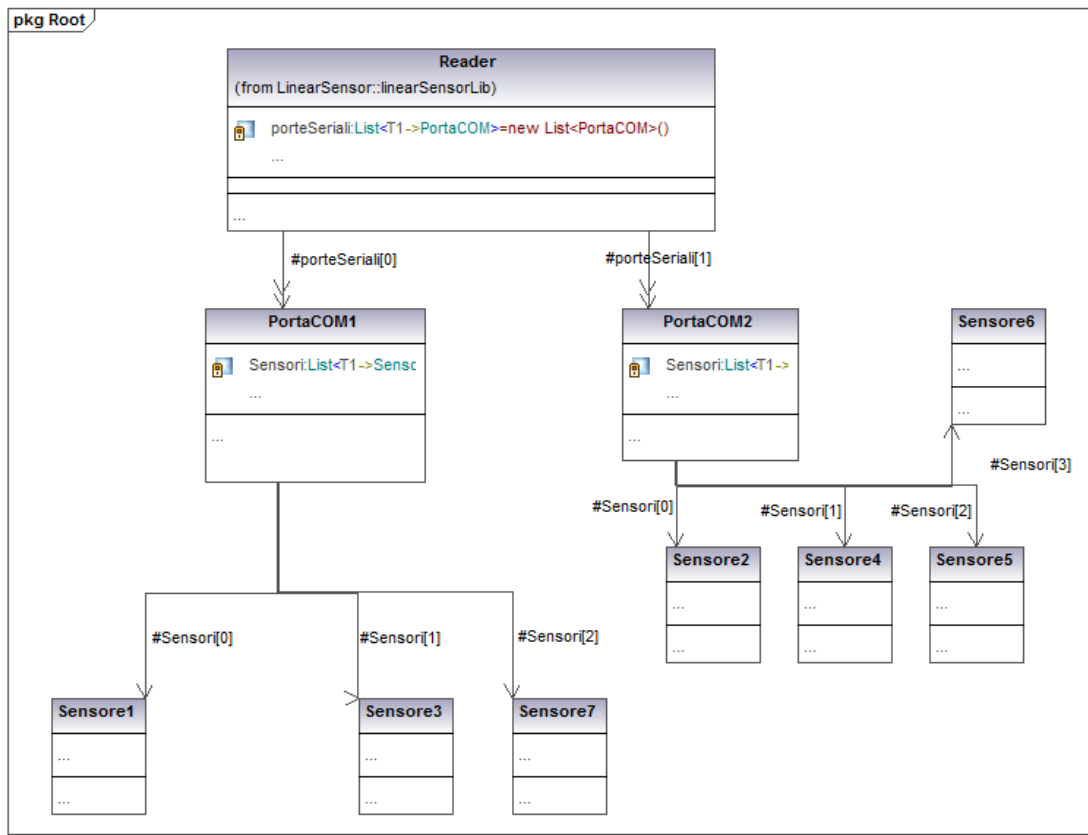 pkg Root
Reader
(from LinearSensor::linearSensorLib)
porteSeriali:List<T1->PortaCOM>=new List<PortaCOM>()
...
...
#porteSeriali[0]
#porteSeriali[1]
PortaCOM1
Sensori:List<T1->Sensc
...
...
PortaCOM2
Sensori:List<T1->
...
...
Sensore6
...
...
#Sensori[3]
#Sensori[0]
#Sensori[1]
#Sensori[2]
Sensore2
...
...
Sensore4
...
...
Sensore5
...
...
#Sensori[0]
#Sensori[1]
#Sensori[2]
Sensore1
...
...
Sensore3
...
...
Sensore7
...
...